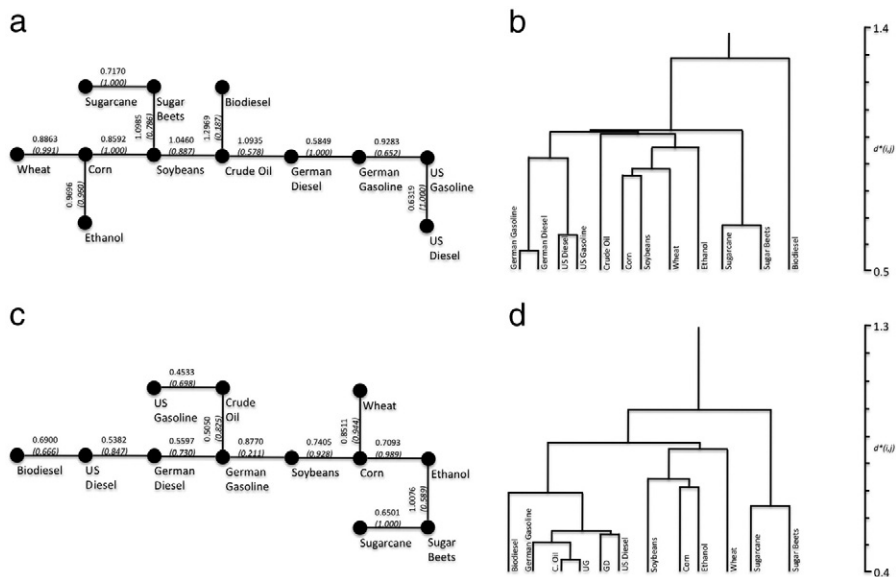 a
0.7170
(1.000)
Sugarcane
Sugar
Beets
Biodiesel
1.0985
(0.786)
1.2969
(0.187)
0.8863
(0.991)
0.8592
(1.000)
1.0460
(0.887)
1.0935
(0.578)
0.5849
(1.000)
0.9283
(0.652)
Wheat
Corn
Soybeans
Crude Oil
German
Diesel
German
Gasoline
US
Gasoline
0.9696
(0.960)
0.6319
(1.000)
Ethanol
US
Diesel
b
1.4
d*(i,j)
0.5
German Gasoline
German Diesel
US Diesel
US Gasoline
Crude Oil
Corn
Soybeans
Wheat
Ethanol
Sugarcane
Sugar Beets
Biodiesel
c
0.4533
(0.698)
US
Gasoline
Crude
Oil
Wheat
0.5050
(0.825)
0.8511
(0.944)
0.6900
(0.666)
0.5382
(0.847)
0.5597
(0.730)
0.8770
(0.211)
0.7405
(0.928)
0.7093
(0.989)
Biodiesel
US
Diesel
German
Diesel
German
Gasoline
Soybeans
Corn
Ethanol
1.0076
(0.589)
0.6501
(1.000)
Sugarcane
Sugar
Beets
d
1.3
d*(i,j)
0.4
Biodiesel
German Gasoline
C. Oil
UG
GD
US Diesel
Soybeans
Corn
Ethanol
Wheat
Sugarcane
Sugar Beets